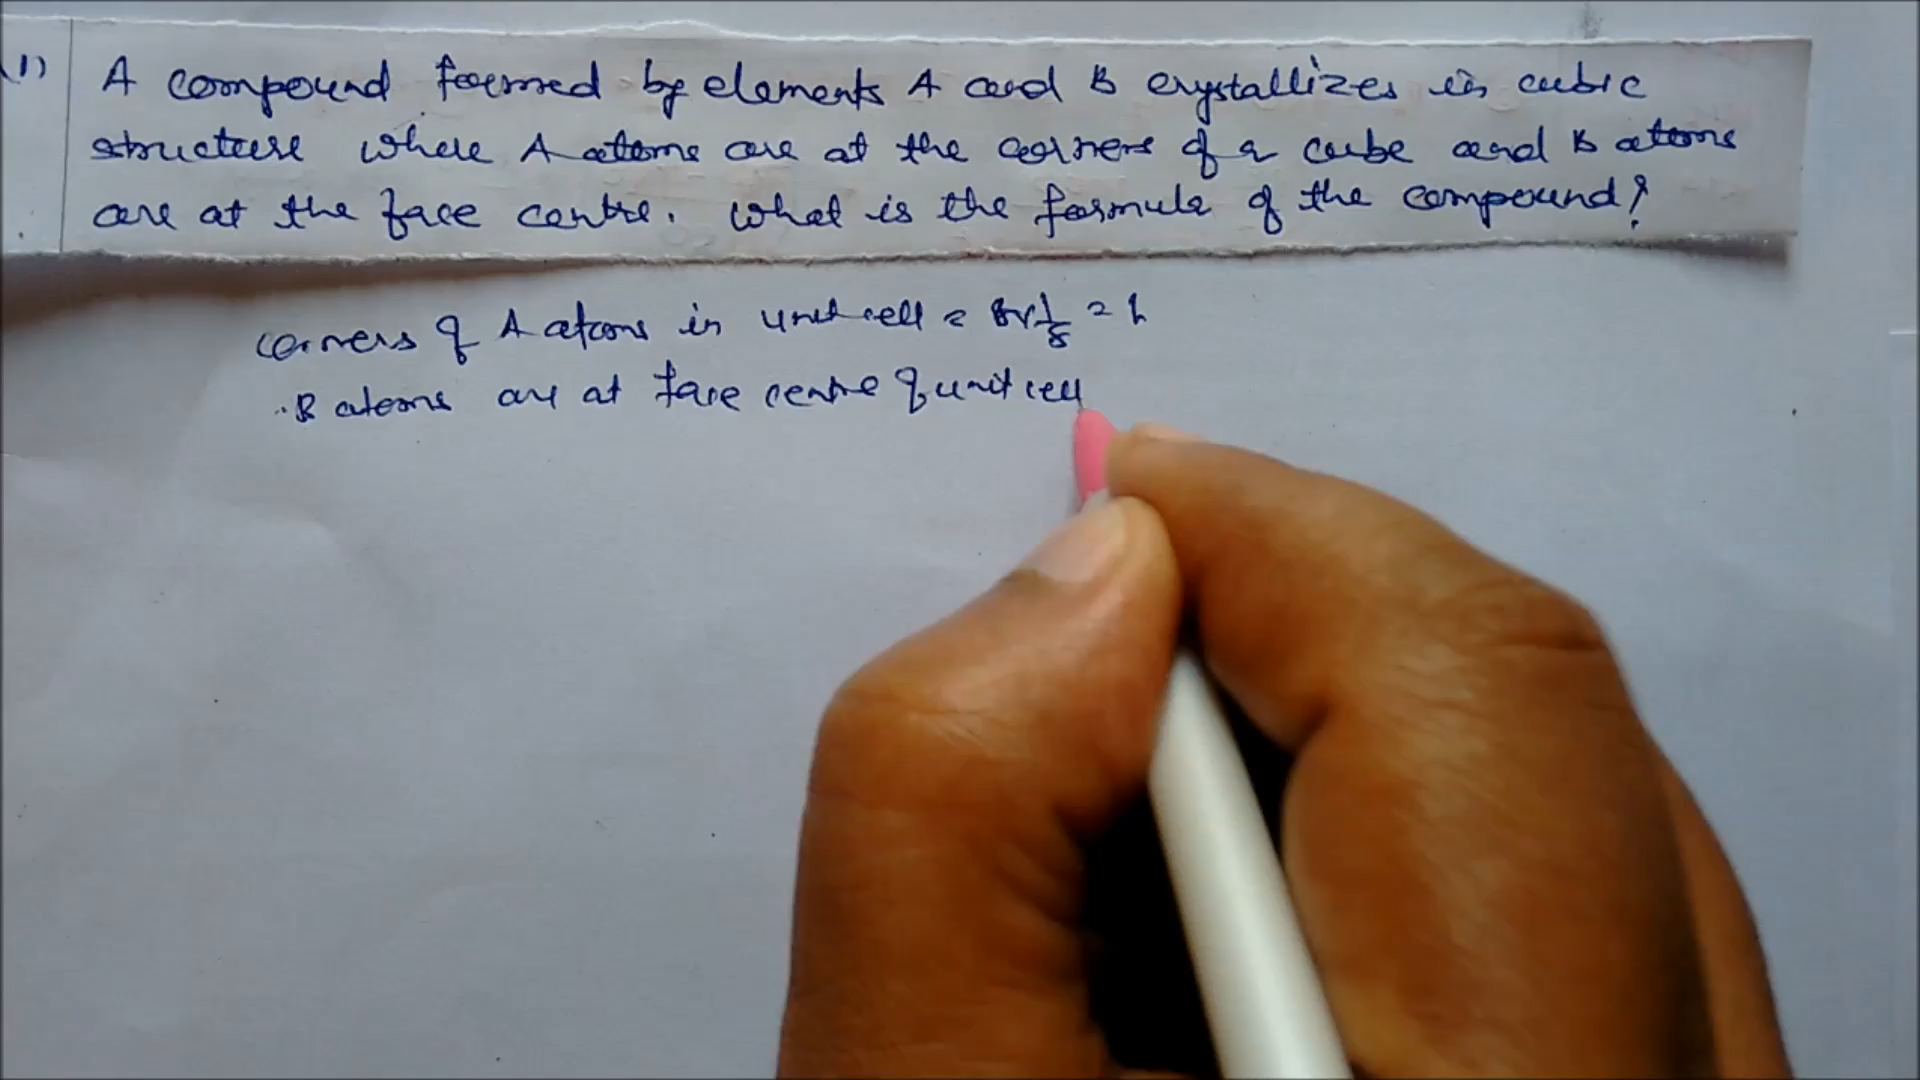 (1) A compound formed by elements A and B crystallizes in cubic
structure where A atoms are at the corners of a cube and B atoms
are at the face centre. What is the formula of the compound?
corners of A atoms in unit cell = 8×1/8 = 1
B atoms are at face centre of unit cell